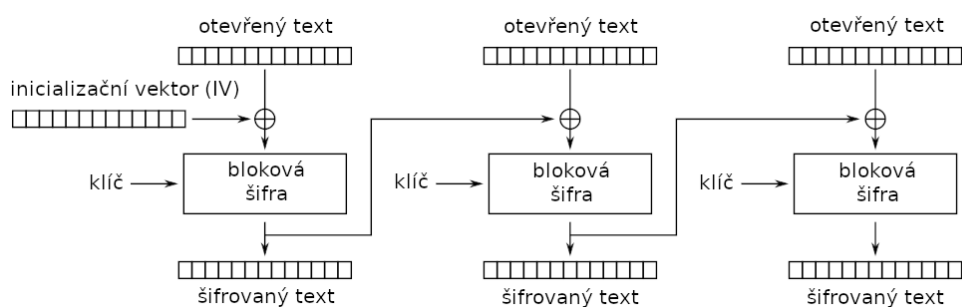 otevřený text
otevřený text
otevřený text
inicializační vektor (IV)
klíč
bloková
šifra
klíč
bloková
šifra
klíč
bloková
šifra
šifrovaný text
šifrovaný text
šifrovaný text